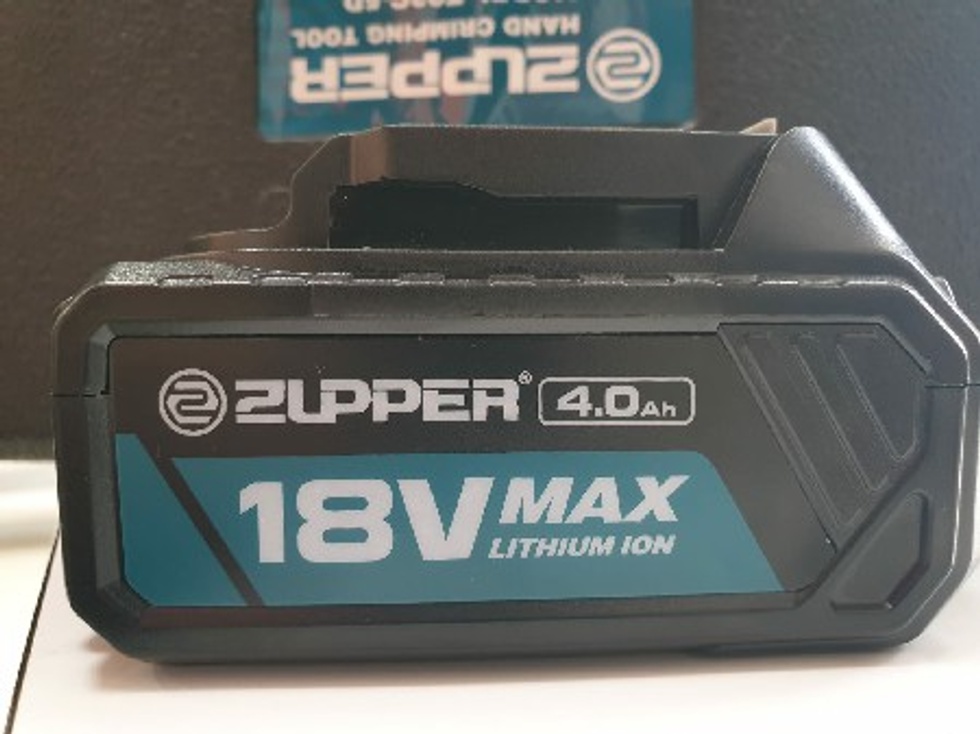 ZUPPER
HAND CRIMPING TOOL
ZUPPER® 4.0Ah
18V MAX
LITHIUM ION